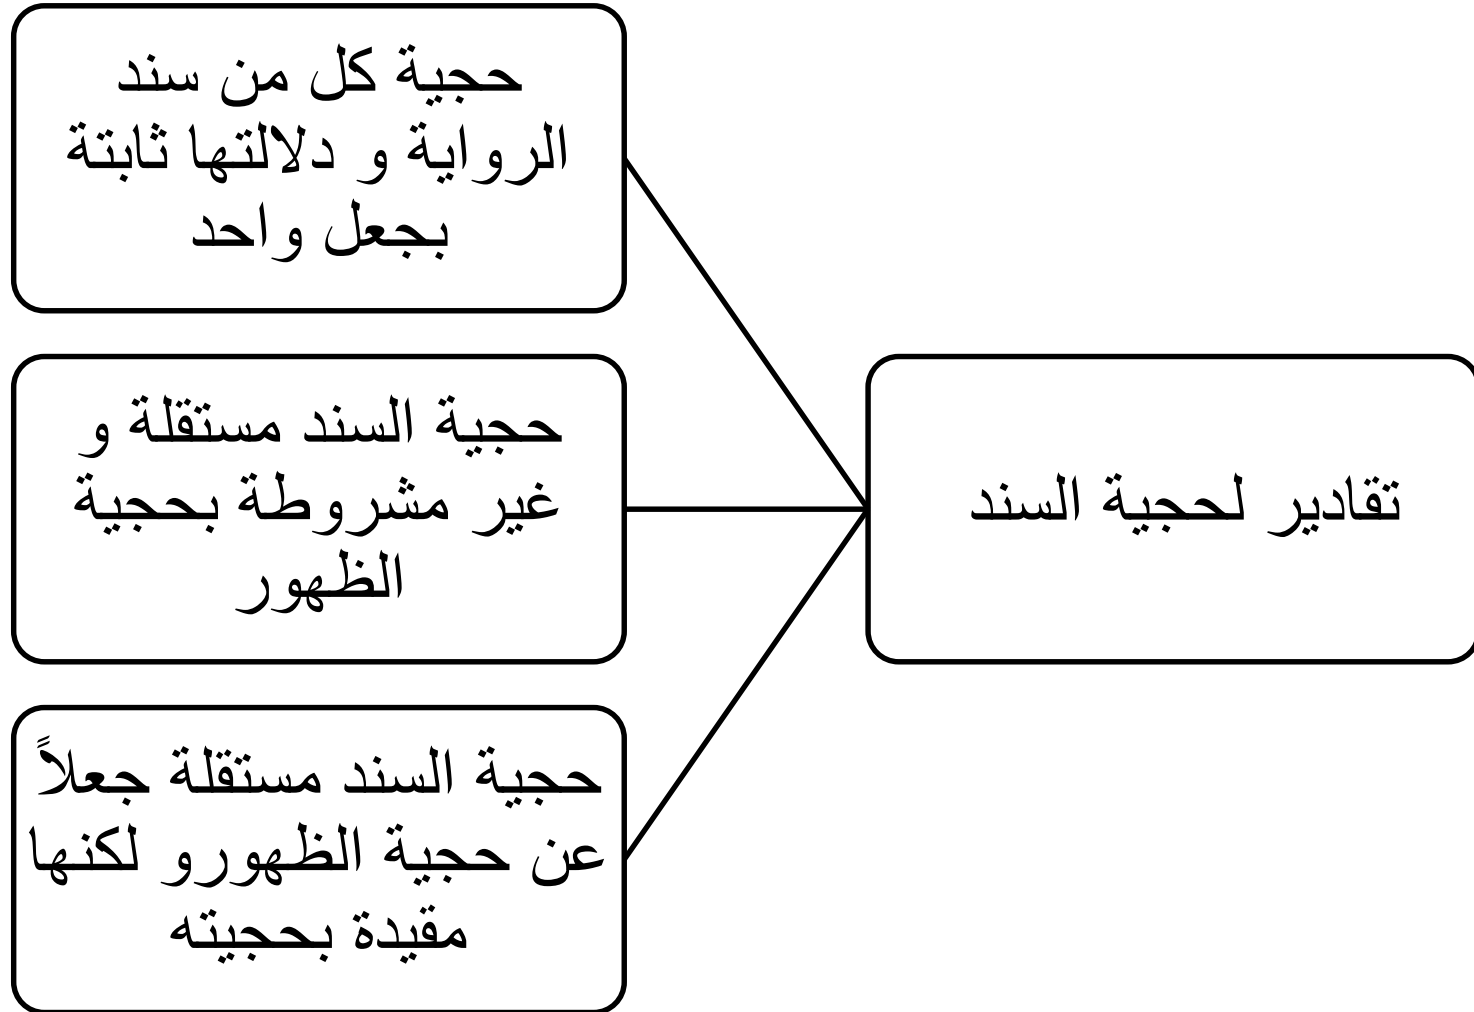 تقادير لحجية السند
حجية كل من سند
الرواية و دلالتها ثابتة
بجعل واحد
حجية السند مستقلة و
غير مشروطة بحجية
الظهور
حجية السند مستقلة جعلاً
عن حجية الظهورو لكنها
مقيدة بحجيته